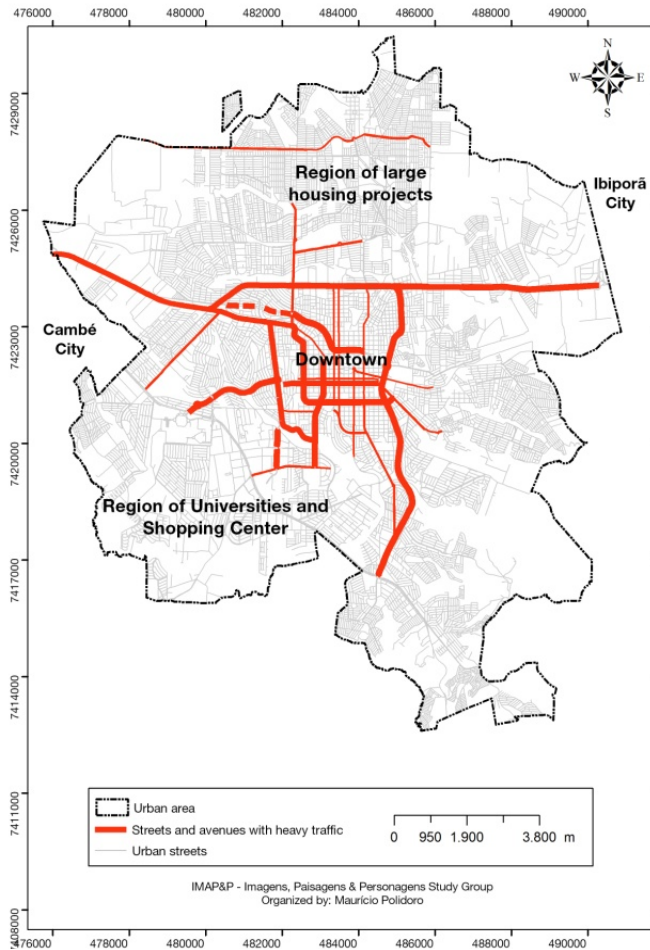 476000 478000 480000 482000 484000 486000 488000 490000
N
W E
S
7429000
Region of large
housing projects
Ibiporã
City
7426000
7423000
Cambé
City
Downtown
7420000
Region of Universities and
Shopping Center
7417000
7414000
7411000
Urban area
Streets and avenues with heavy traffic
Urban streets
0 950 1.900 3.800 m
IMAP&P - Imagens, Paisagens & Personagens Study Group
Organized by: Maurício Polidoro
7408000
476000 478000 480000 482000 484000 486000 488000 490000